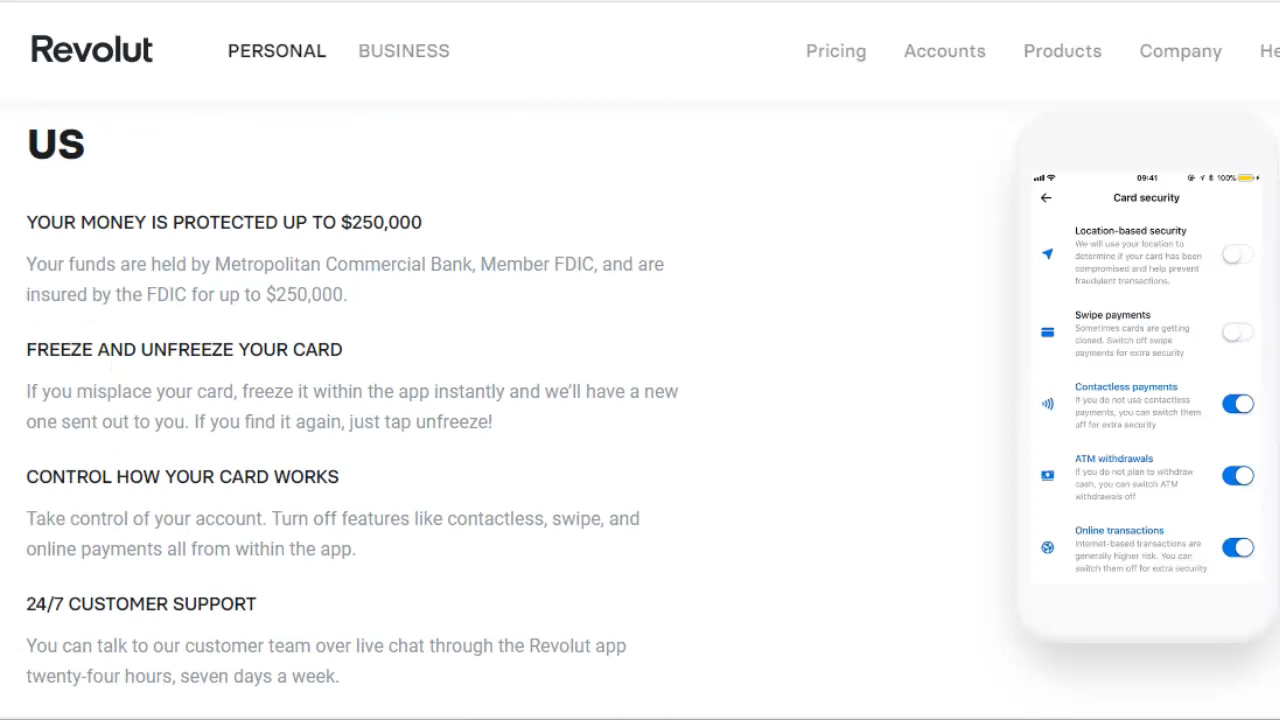 Revolut PERSONAL BUSINESS Pricing Accounts Products Company He
US
YOUR MONEY IS PROTECTED UP TO $250,000
Your funds are held by Metropolitan Commercial Bank, Member FDIC, and are
insured by the FDIC for up to $250,000.
FREEZE AND UNFREEZE YOUR CARD
If you misplace your card, freeze it within the app instantly and we'll have a new
one sent out to you. If you find it again, just tap unfreeze!
CONTROL HOW YOUR CARD WORKS
Take control of your account. Turn off features like contactless, swipe, and
online payments all from within the app.
24/7 CUSTOMER SUPPORT
You can talk to our customer team over live chat through the Revolut app
twenty-four hours, seven days a week.
09:41 100%
Card security
Location-based security
We will use your location to
determine if your card has been
compromised and help prevent
fraudulent transactions.
Swipe payments
Sometimes cards are getting
cloned. Switch off swipe
payments for extra security
Contactless payments
If you do not use contactless
payments, you can switch them
off for extra security
ATM withdrawals
If you do not plan to withdraw
cash, you can switch ATM
withdrawals off
Online transactions
Internet-based transactions are
generally higher risk. You can
switch them off for extra security